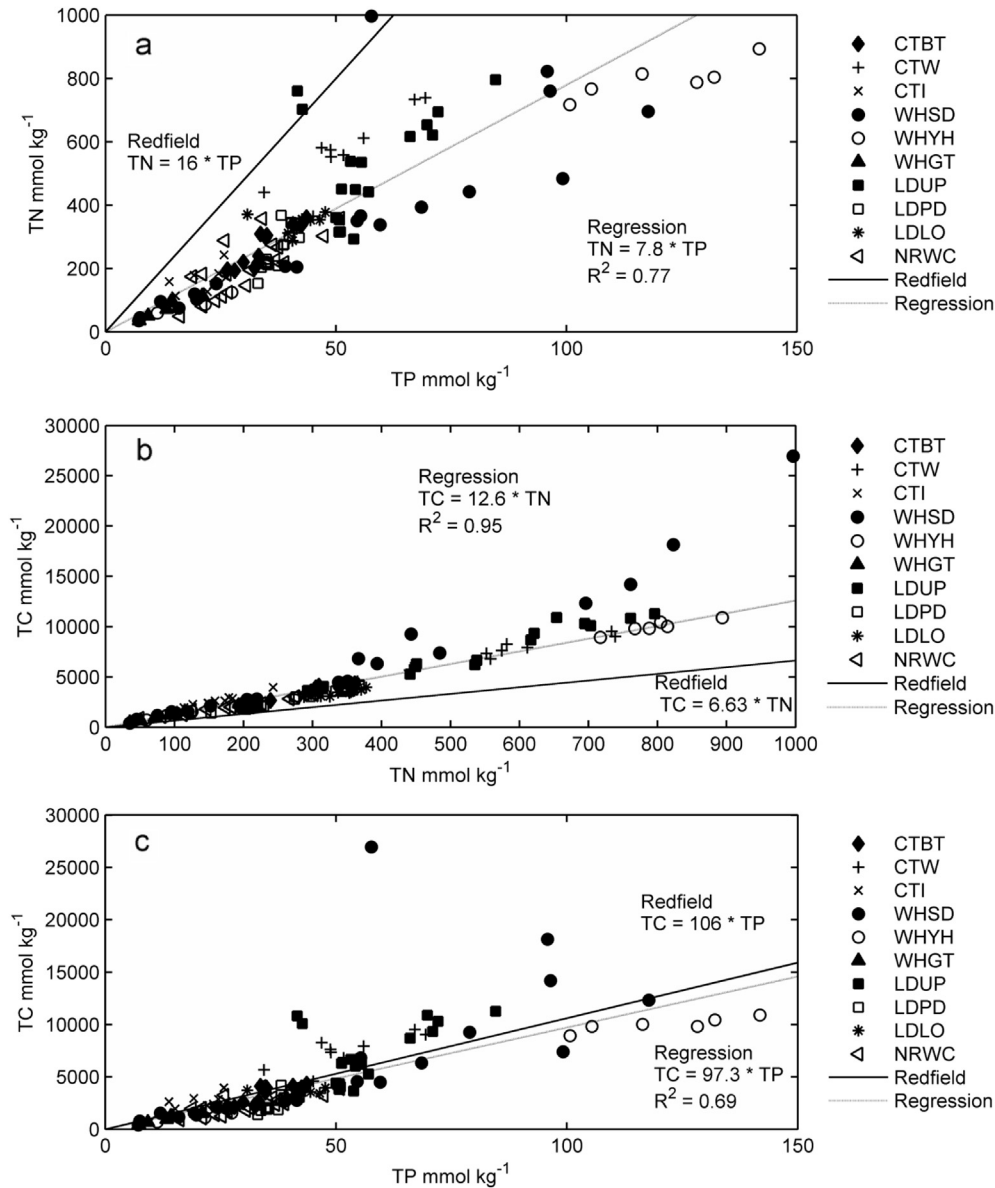 a
1000
800
600
400
200
0
TN mmol kg-1
Redfield
TN = 16 * TP
Regression
TN = 7.8 * TP
R2 = 0.77
0
50
100
150
TP mmol kg-1
CTBT
CTW
CTI
WHSD
WHYH
WHGT
LDUP
LDPD
LDLO
NRWC
Redfield
Regression
b
30000
25000
20000
15000
10000
5000
0
TC mmol kg-1
Regression
TC = 12.6 * TN
R2 = 0.95
Redfield
TC = 6.63 * TN
0
100
200
300
400
500
600
700
800
900
1000
TN mmol kg-1
CTBT
CTW
CTI
WHSD
WHYH
WHGT
LDUP
LDPD
LDLO
NRWC
Redfield
Regression
c
30000
25000
20000
15000
10000
5000
0
TC mmol kg-1
Redfield
TC = 106 * TP
Regression
TC = 97.3 * TP
R2 = 0.69
0
50
100
150
TP mmol kg-1
CTBT
CTW
CTI
WHSD
WHYH
WHGT
LDUP
LDPD
LDLO
NRWC
Redfield
Regression